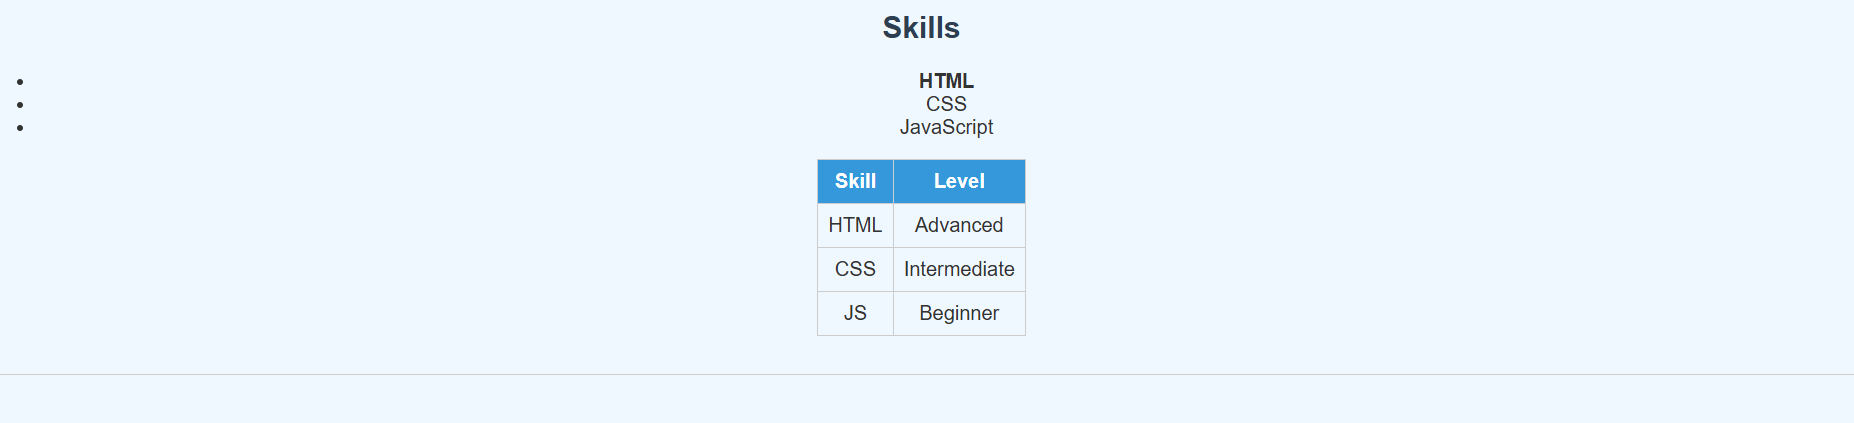 Skills
• HTML
• CSS
• JavaScript
Skill Level
HTML Advanced
CSS Intermediate
JS Beginner